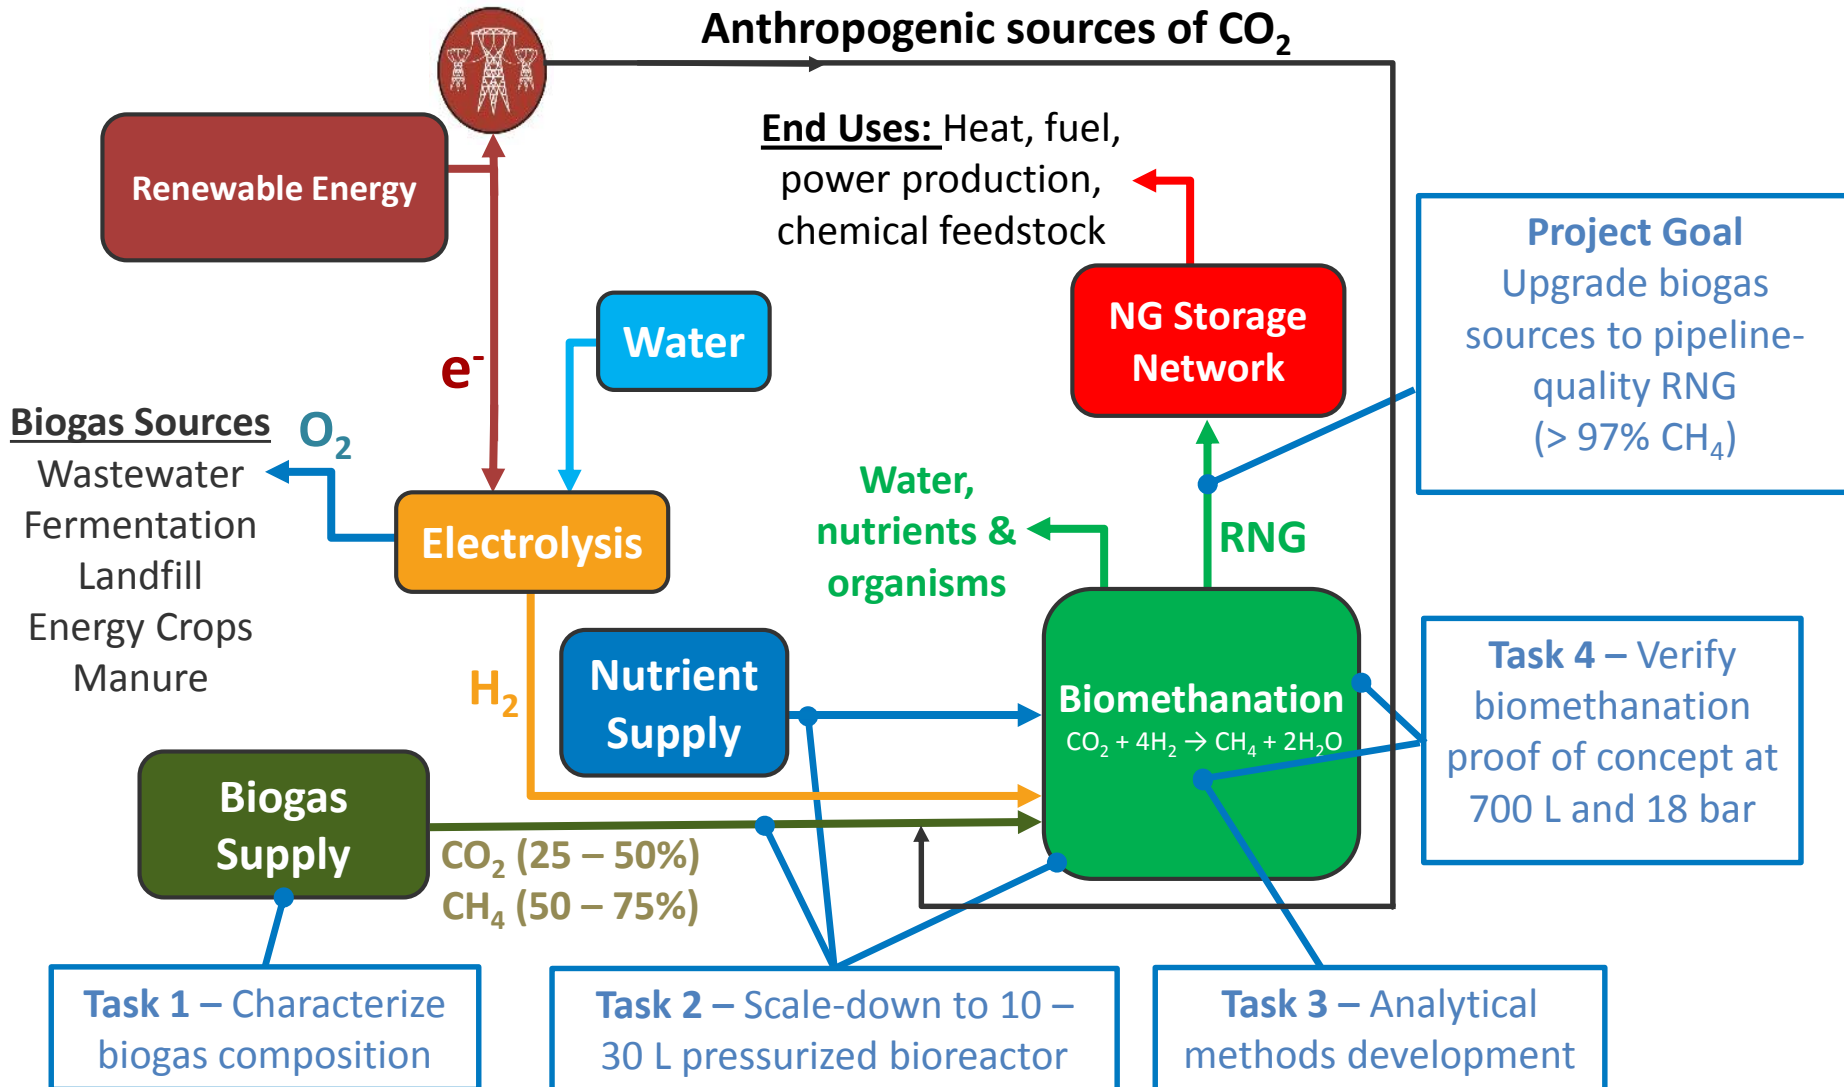 Anthropogenic sources of CO₂
Renewable Energy
End Uses: Heat, fuel,
power production,
chemical feedstock
Project Goal
Upgrade biogas
sources to pipeline-
quality RNG
(> 97% CH₄)
NG Storage
Network
Water
e⁻
Biogas Sources
Wastewater
Fermentation
Landfill
Energy Crops
Manure
O₂
Electrolysis
Water,
nutrients &
organisms
RNG
H₂
Nutrient
Supply
Biomethanation
CO₂ + 4H₂ → CH₄ + 2H₂O
Task 4 – Verify
biomethanation
proof of concept at
700 L and 18 bar
Biogas
Supply
CO₂ (25 – 50%)
CH₄ (50 – 75%)
Task 1 – Characterize
biogas composition
Task 2 – Scale-down to 10 –
30 L pressurized bioreactor
Task 3 – Analytical
methods development